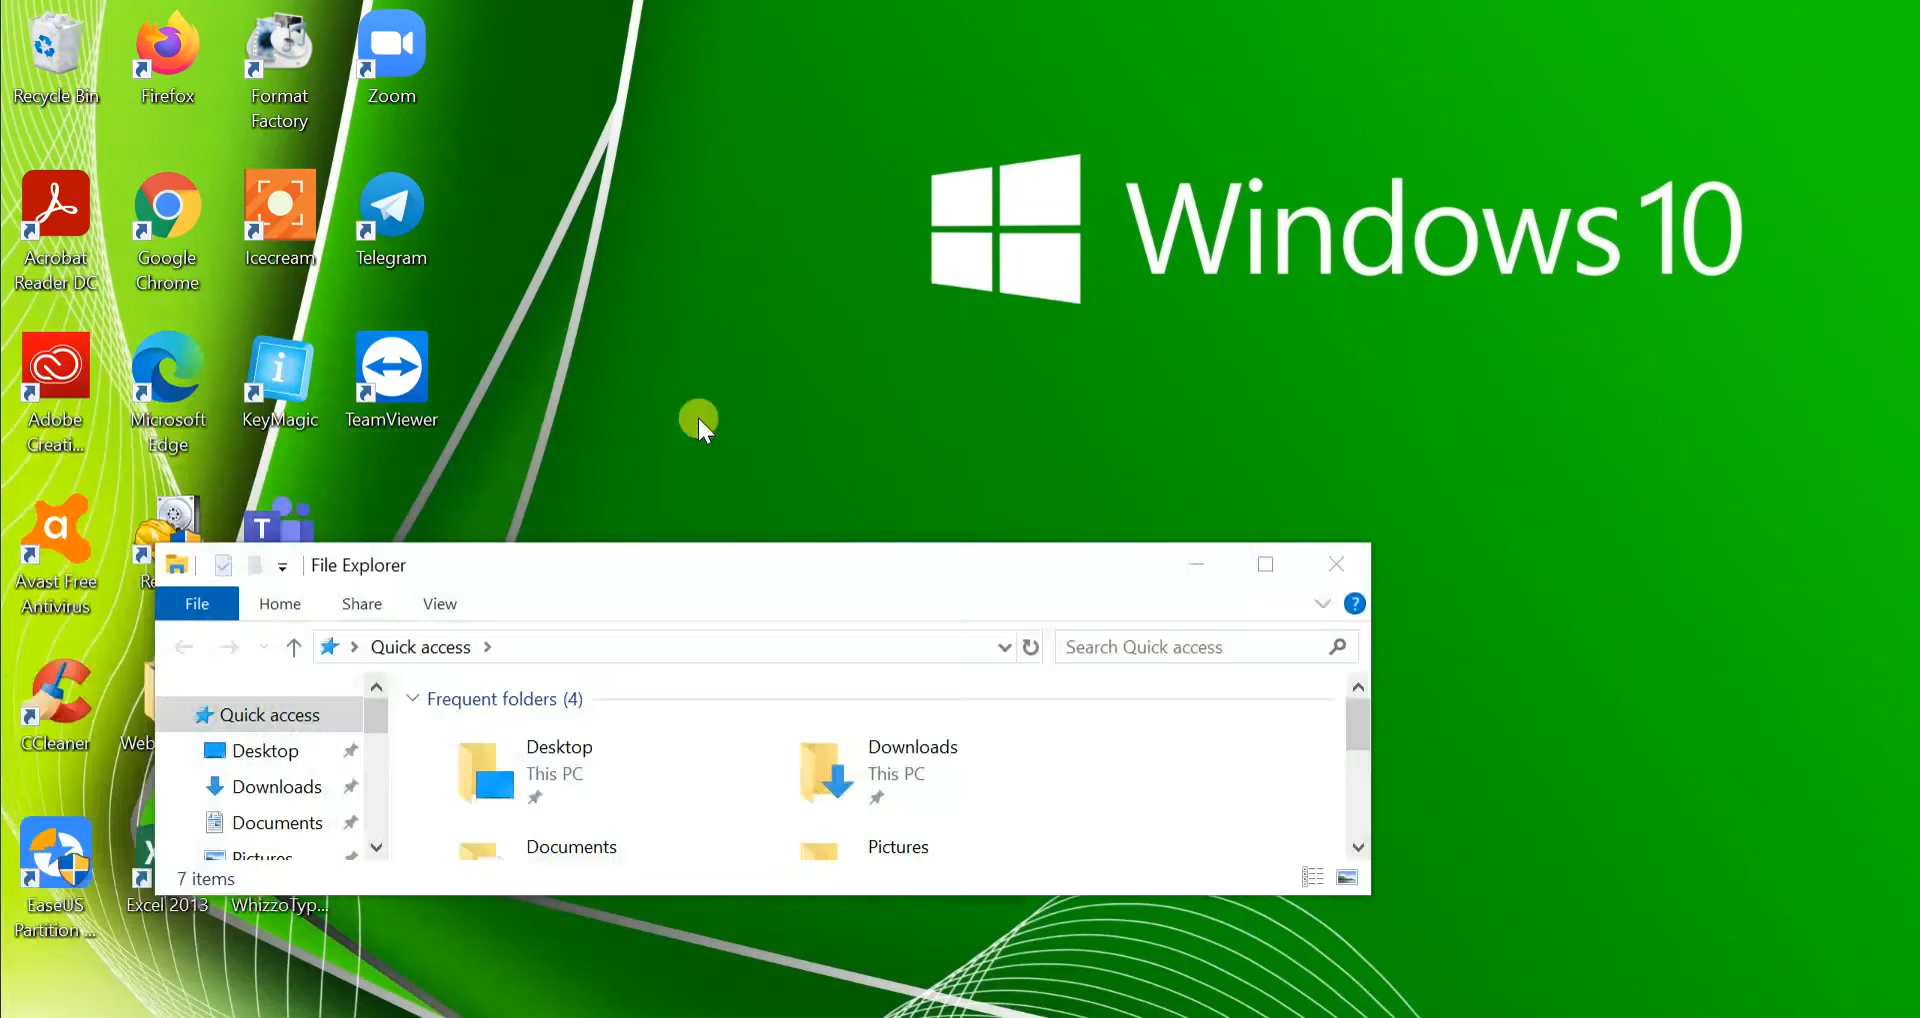 Recycle Bin
Firefox
Format
Factory
Zoom
Windows 10
Acrobat
Reader DC
Google
Chrome
Icecream
Telegram
Adobe
Creati...
Microsoft
Edge
KeyMagic
TeamViewer
a
T
Avast Free
Antivirus
Re
File Explorer
File
Home
Share
View
?
Quick access
Search Quick access
CCleaner
Web
Quick access
Desktop
Downloads
Documents
Pictures
Frequent folders (4)
Desktop
This PC
Downloads
This PC
Documents
Pictures
7 items
EaseUS
Partition ...
Excel 2013
WhizzoTyp...